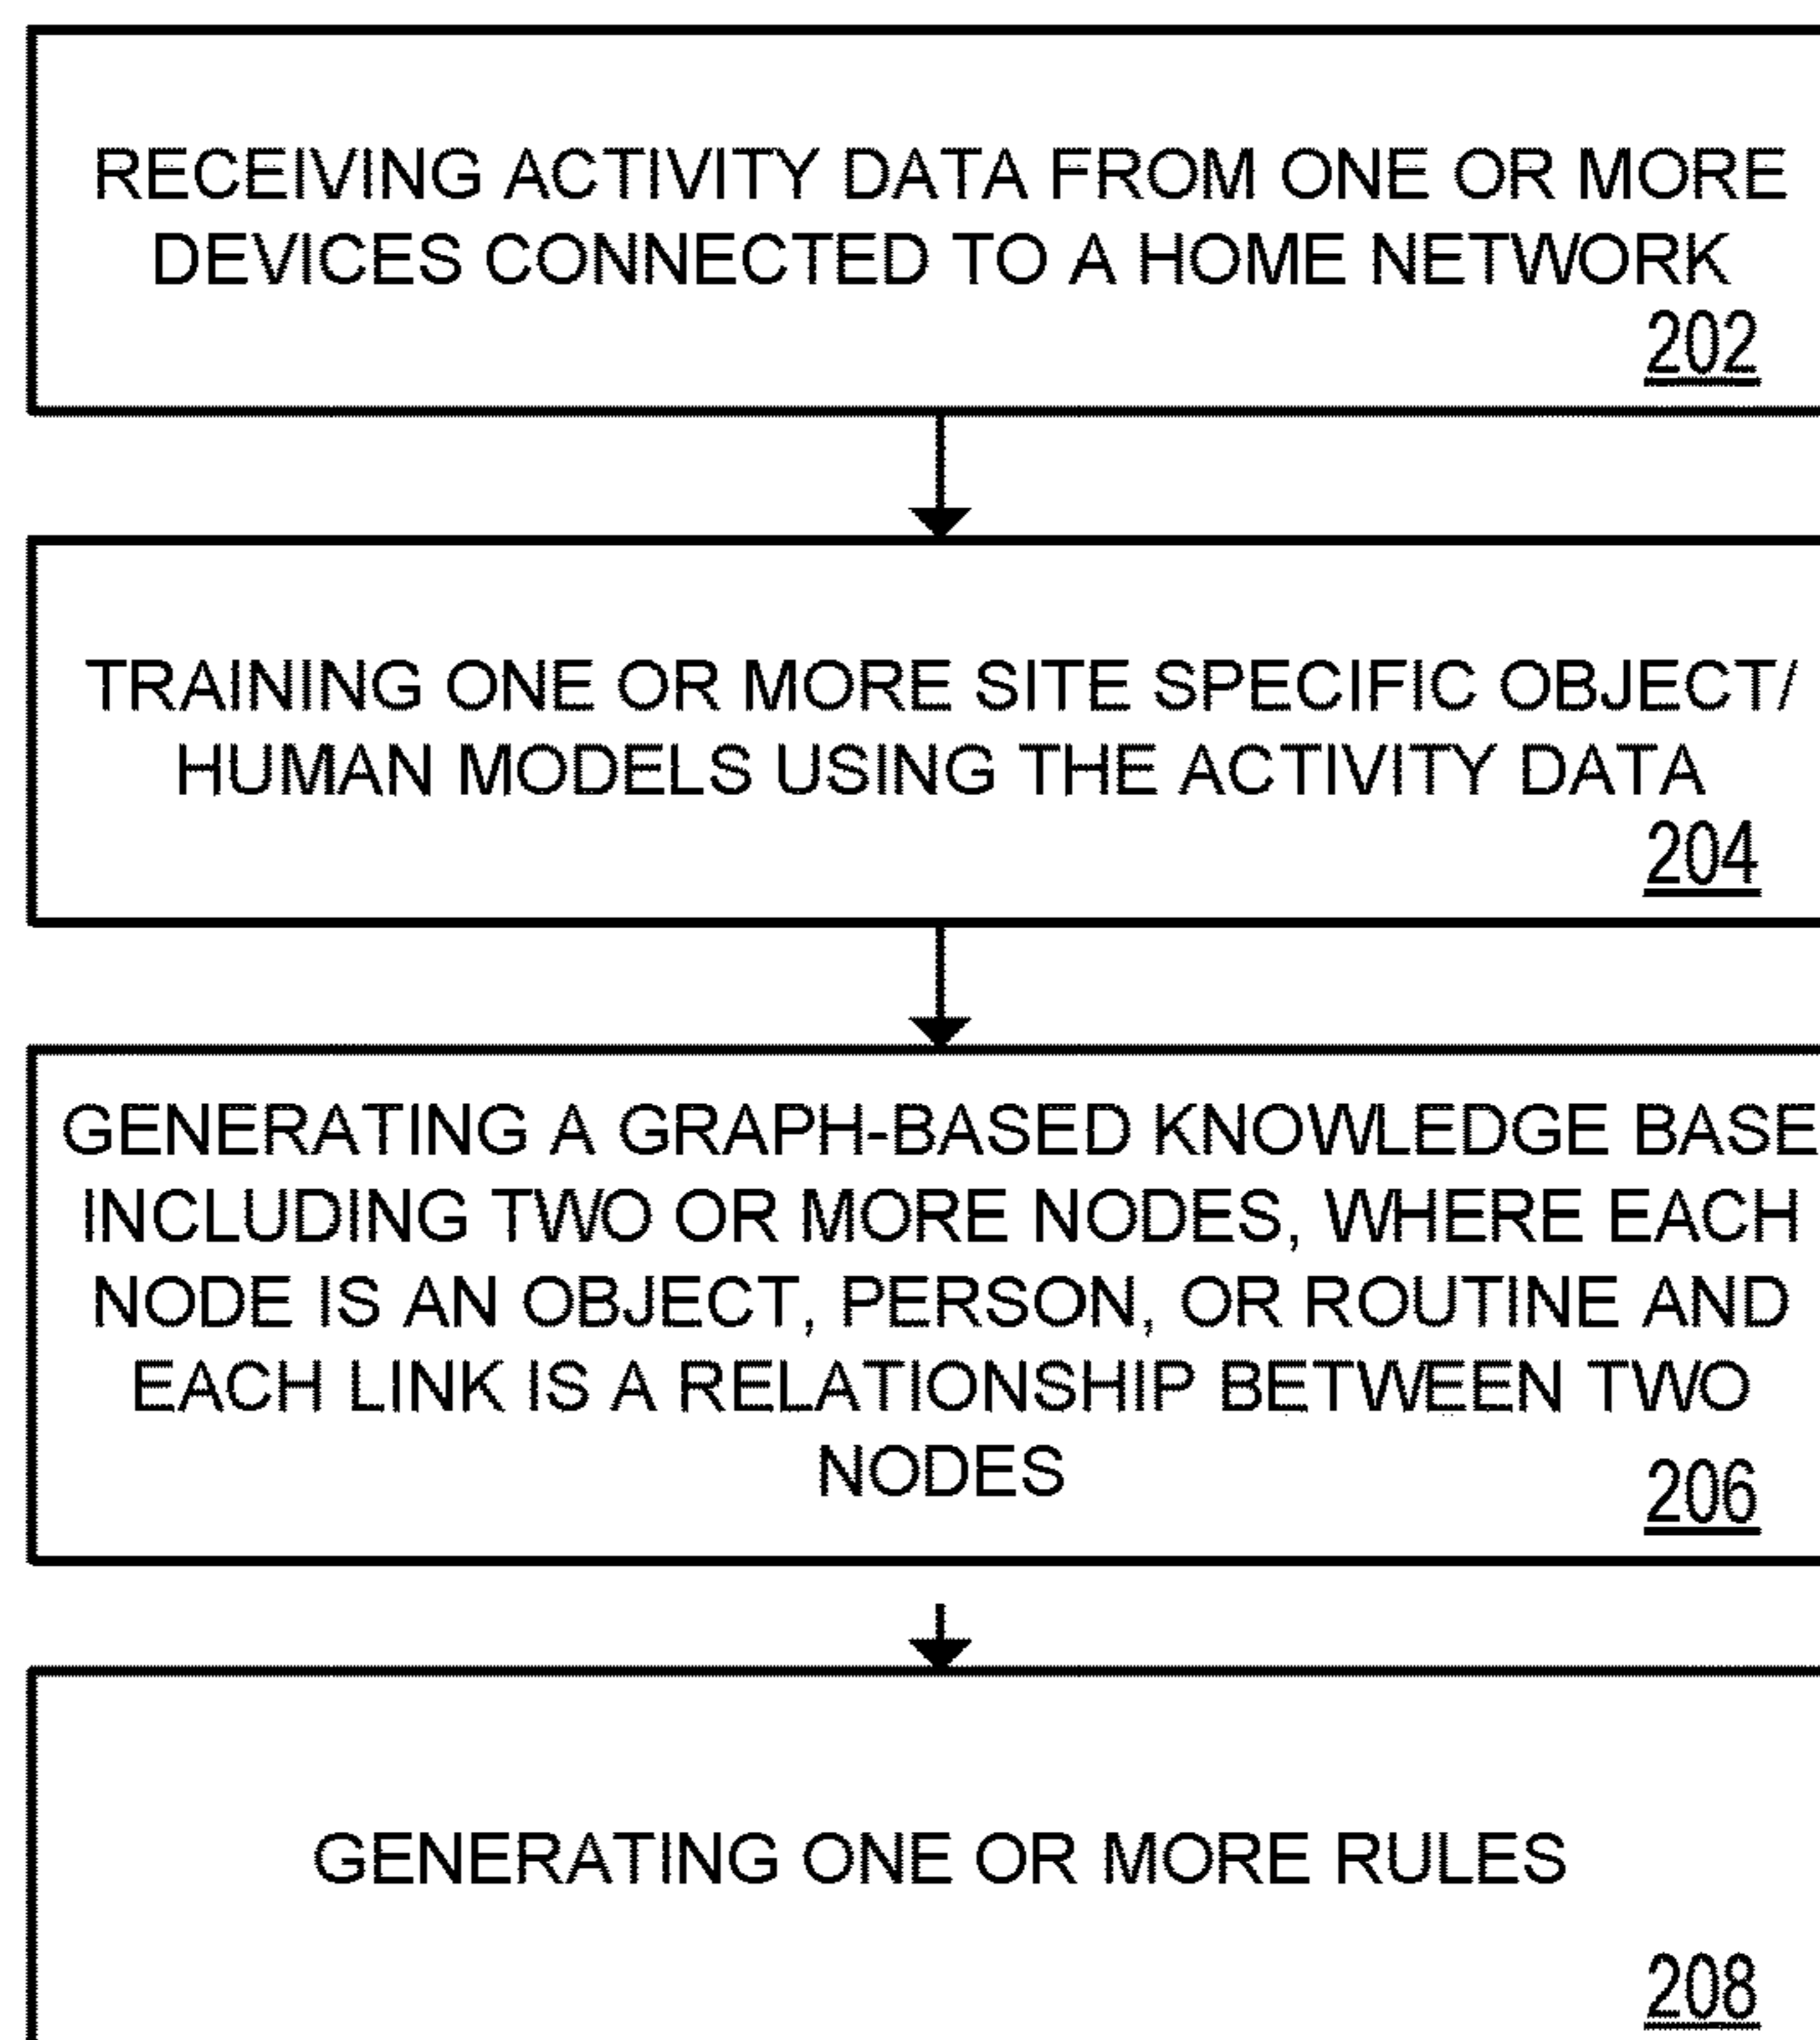 RECEIVING ACTIVITY DATA FROM ONE OR MORE
DEVICES CONNECTED TO A HOME NETWORK
202
TRAINING ONE OR MORE SITE SPECIFIC OBJECT/
HUMAN MODELS USING THE ACTIVITY DATA
204
GENERATING A GRAPH-BASED KNOWLEDGE BASE
INCLUDING TWO OR MORE NODES, WHERE EACH
NODE IS AN OBJECT, PERSON, OR ROUTINE AND
EACH LINK IS A RELATIONSHIP BETWEEN TWO
NODES
206
GENERATING ONE OR MORE RULES
208